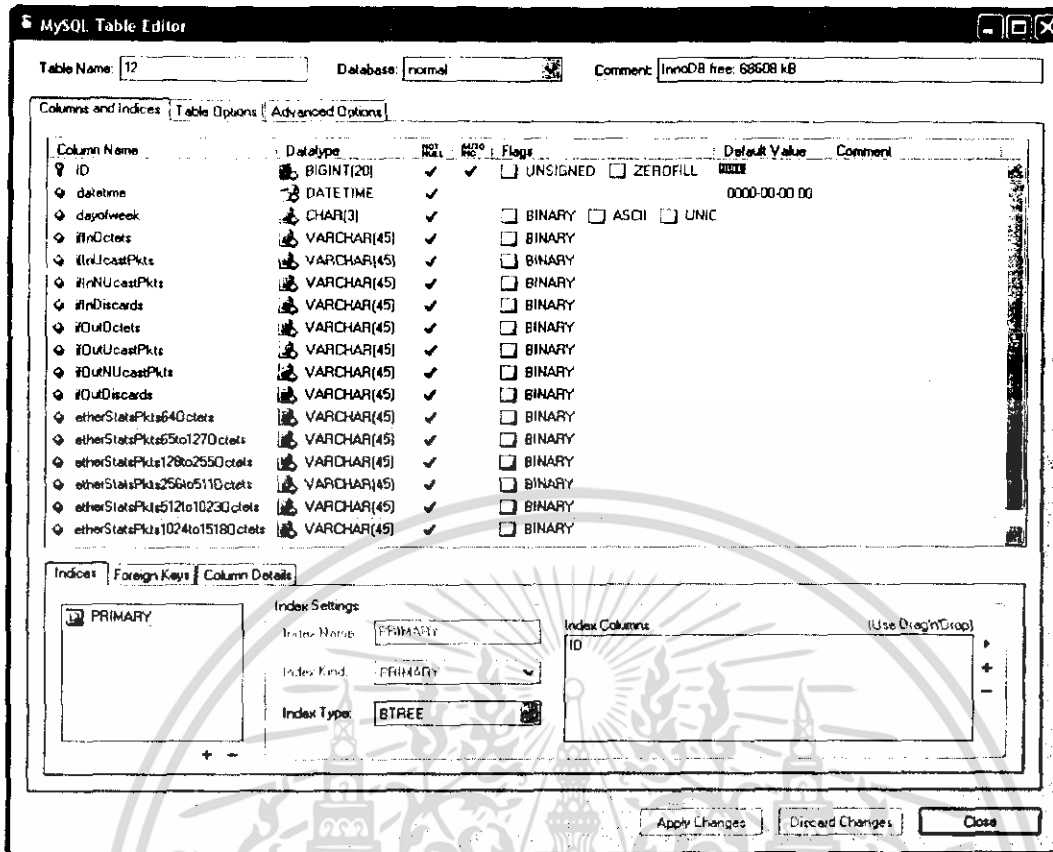 MySQL Table Editor
Table Name: 12 Database: normal Comment: InnoDB free: 68608 kB
Columns and Indices Table Options Advanced Options
Column Name Datatype NOT NULL AUTO INC Flags Default Value Comment
ID BIGINT(20) UNSIGNED ZEROFILL NULL
datetime DATETIME 0000-00-00 00
dayofweek CHAR(3) BINARY ASCII UNIC
ifInOctets VARCHAR(45) BINARY
ifInUcastPkts VARCHAR(45) BINARY
ifInNUcastPkts VARCHAR(45) BINARY
ifInDiscards VARCHAR(45) BINARY
ifOutOctets VARCHAR(45) BINARY
ifOutUcastPkts VARCHAR(45) BINARY
ifOutNUcastPkts VARCHAR(45) BINARY
ifOutDiscards VARCHAR(45) BINARY
etherStatsPkts64Octets VARCHAR(45) BINARY
etherStatsPkts65to127Octets VARCHAR(45) BINARY
etherStatsPkts128to255Octets VARCHAR(45) BINARY
etherStatsPkts256to511Octets VARCHAR(45) BINARY
etherStatsPkts512to1023Octets VARCHAR(45) BINARY
etherStatsPkts1024to1518Octets VARCHAR(45) BINARY
Indices Foreign Keys Column Details
PRIMARY
Index Settings
Index Name: PRIMARY
Index Columns (Use Drag'n'Drop)
ID
Index Kind: PRIMARY
Index Type: BTREE
Apply Changes Discard Changes Close